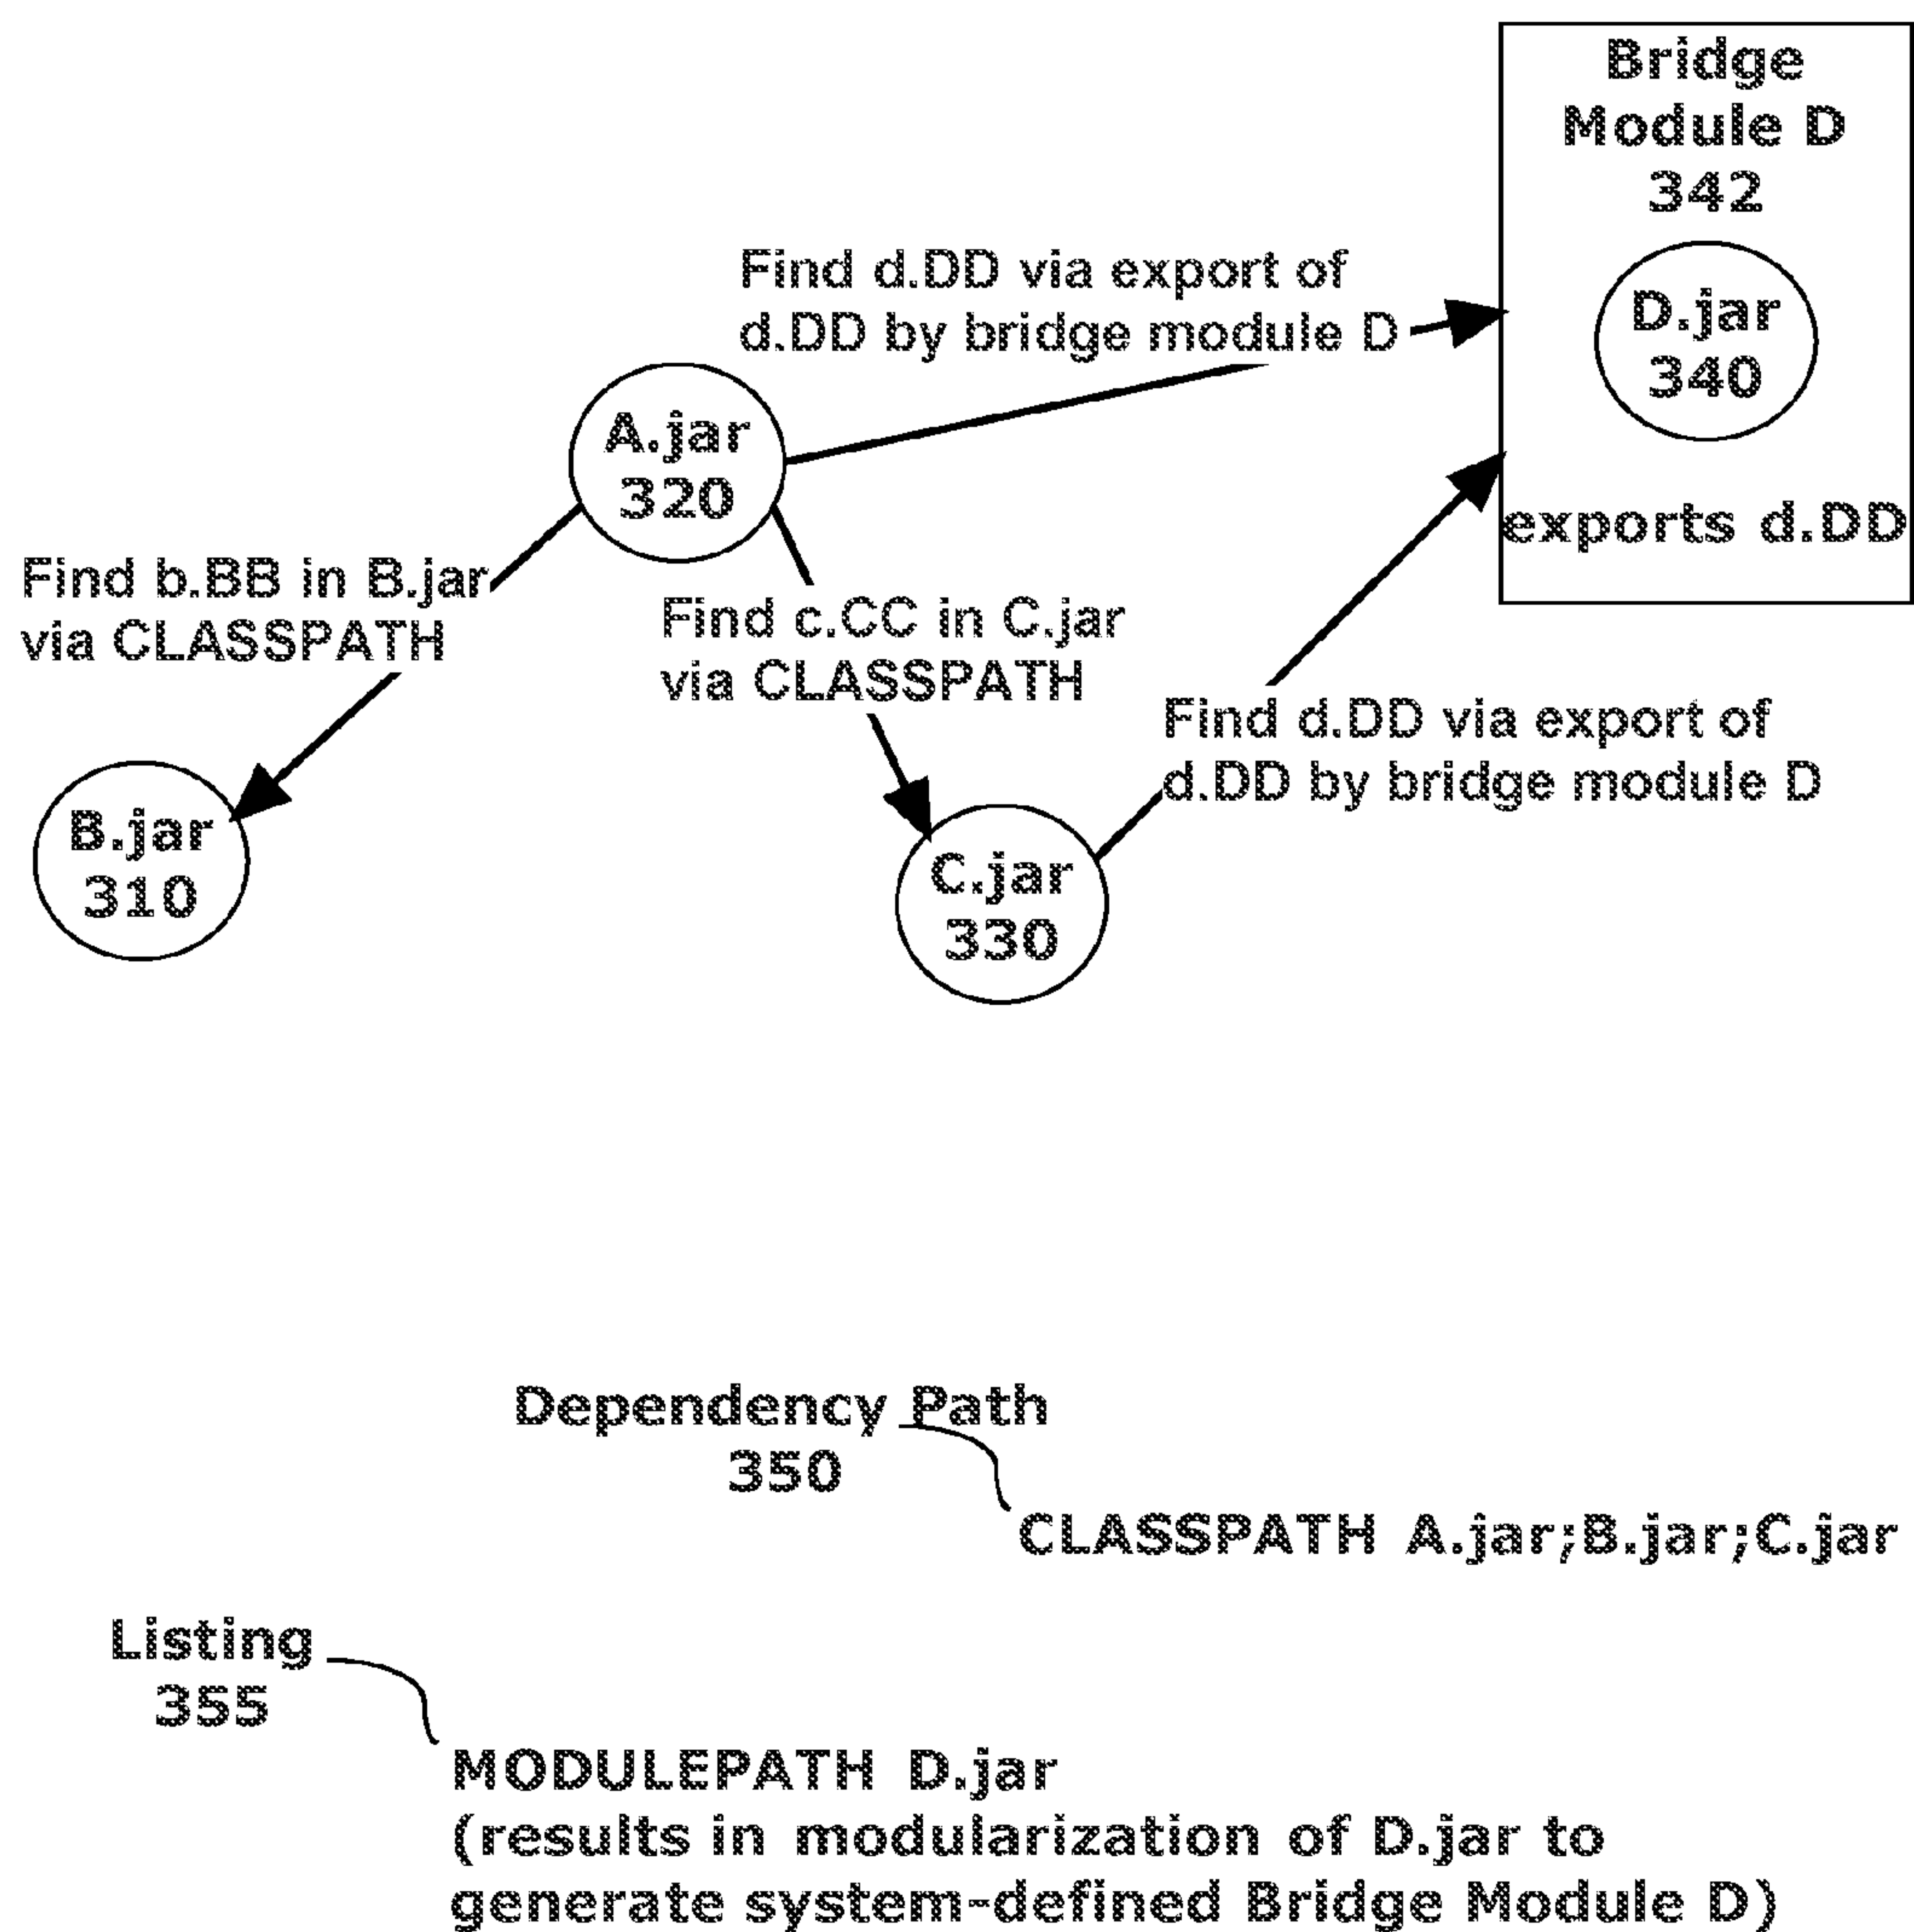 Bridge
Module D
342
D.jar
340
exports d.DD
Find d.DD via export of
d.DD by bridge module D
A.jar
320
Find b.BB in B.jar
via CLASSPATH
Find c.CC in C.jar
via CLASSPATH
Find d.DD via export of
d.DD by bridge module D
B.jar
310
C.jar
330
Dependency Path
350
CLASSPATH A.jar;B.jar;C.jar
Listing
355
MODULEPATH D.jar
(results in modularization of D.jar to
generate system-defined Bridge Module D)